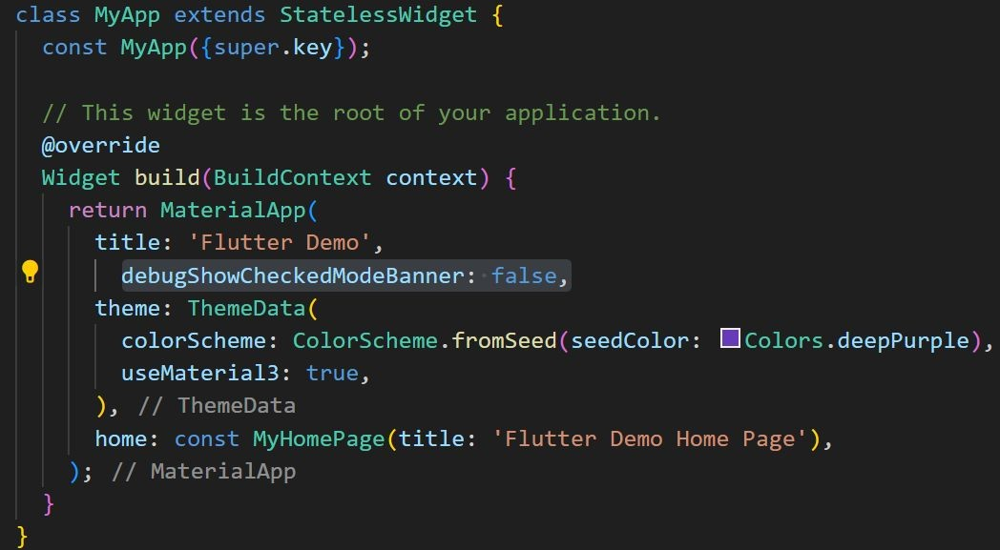 class MyApp extends StatelessWidget {
  const MyApp({super.key});

  // This widget is the root of your application.
  @override
  Widget build(BuildContext context) {
    return MaterialApp(
      title: 'Flutter Demo',
        debugShowCheckedModeBanner: false,
      theme: ThemeData(
        colorScheme: ColorScheme.fromSeed(seedColor: Colors.deepPurple),
        useMaterial3: true,
      ), // ThemeData
      home: const MyHomePage(title: 'Flutter Demo Home Page'),
    ); // MaterialApp
  }
}